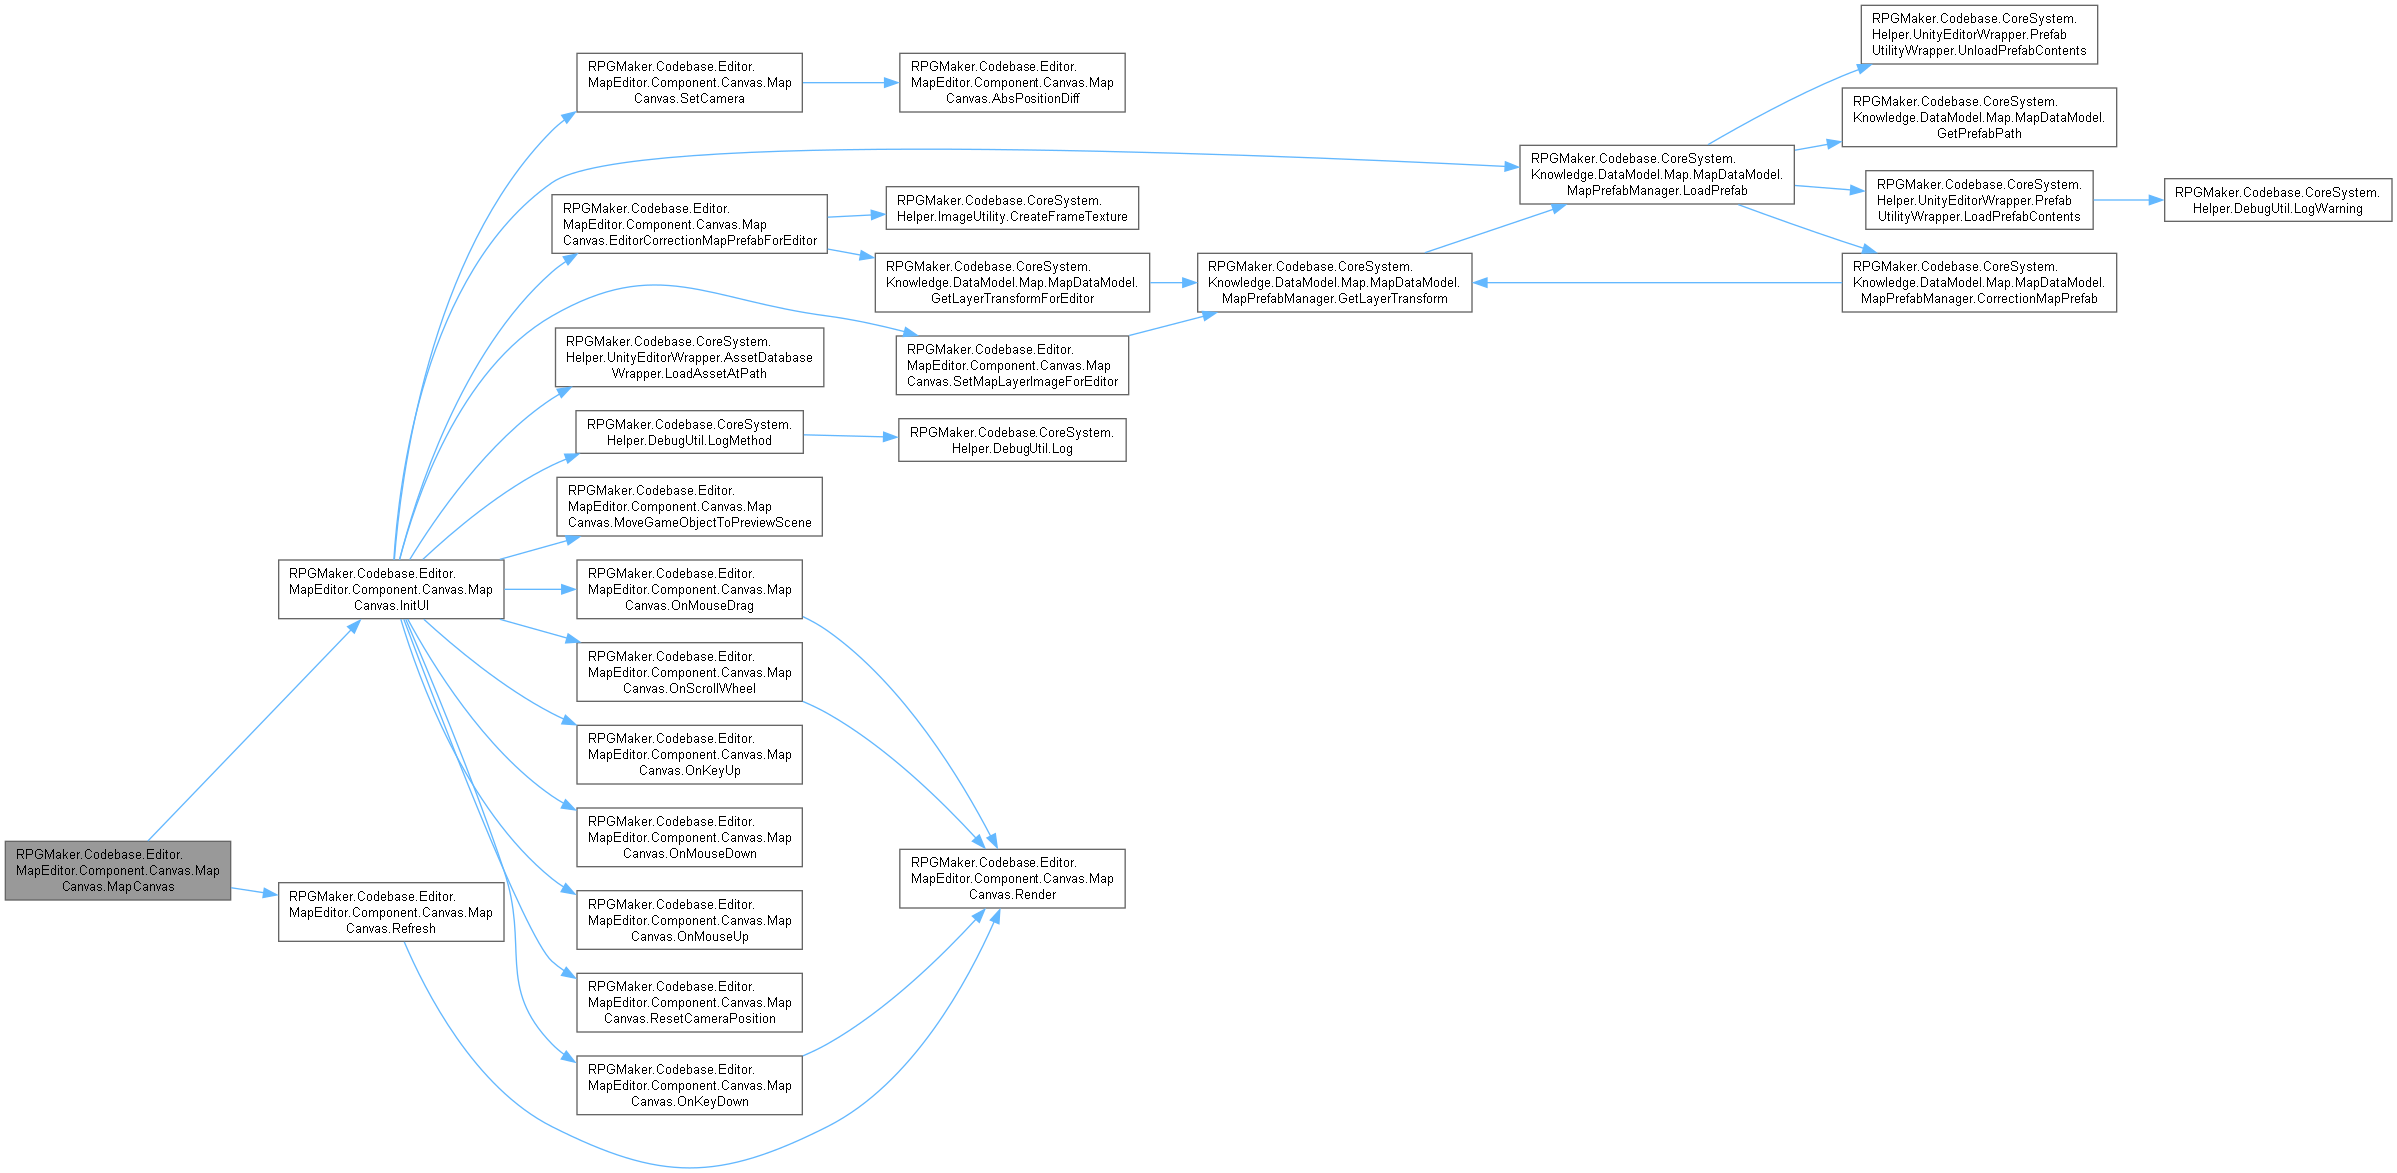 RPGMaker.Codebase.Editor.
MapEditor.Component.Canvas.Map
Canvas.MapCanvas
RPGMaker.Codebase.Editor.
MapEditor.Component.Canvas.Map
Canvas.InitUI
RPGMaker.Codebase.Editor.
MapEditor.Component.Canvas.Map
Canvas.Refresh
RPGMaker.Codebase.Editor.
MapEditor.Component.Canvas.Map
Canvas.SetCamera
RPGMaker.Codebase.Editor.
MapEditor.Component.Canvas.Map
Canvas.EditorCorrectionMapPrefabForEditor
RPGMaker.Codebase.CoreSystem.
Helper.UnityEditorWrapper.AssetDatabase
Wrapper.LoadAssetAtPath
RPGMaker.Codebase.CoreSystem.
Helper.DebugUtil.LogMethod
RPGMaker.Codebase.Editor.
MapEditor.Component.Canvas.Map
Canvas.MoveGameObjectToPreviewScene
RPGMaker.Codebase.Editor.
MapEditor.Component.Canvas.Map
Canvas.OnMouseDrag
RPGMaker.Codebase.Editor.
MapEditor.Component.Canvas.Map
Canvas.OnScrollWheel
RPGMaker.Codebase.Editor.
MapEditor.Component.Canvas.Map
Canvas.OnKeyUp
RPGMaker.Codebase.Editor.
MapEditor.Component.Canvas.Map
Canvas.OnMouseDown
RPGMaker.Codebase.Editor.
MapEditor.Component.Canvas.Map
Canvas.OnMouseUp
RPGMaker.Codebase.Editor.
MapEditor.Component.Canvas.Map
Canvas.ResetCameraPosition
RPGMaker.Codebase.Editor.
MapEditor.Component.Canvas.Map
Canvas.OnKeyDown
RPGMaker.Codebase.Editor.
MapEditor.Component.Canvas.Map
Canvas.AbsPositionDiff
RPGMaker.Codebase.CoreSystem.
Helper.ImageUtility.CreateFrameTexture
RPGMaker.Codebase.CoreSystem.
Knowledge.DataModel.Map.MapDataModel.
GetLayerTransformForEditor
RPGMaker.Codebase.Editor.
MapEditor.Component.Canvas.Map
Canvas.SetMapLayerImageForEditor
RPGMaker.Codebase.CoreSystem.
Helper.DebugUtil.Log
RPGMaker.Codebase.Editor.
MapEditor.Component.Canvas.Map
Canvas.Render
RPGMaker.Codebase.CoreSystem.
Knowledge.DataModel.Map.MapDataModel.
MapPrefabManager.GetLayerTransform
RPGMaker.Codebase.CoreSystem.
Knowledge.DataModel.Map.MapDataModel.
MapPrefabManager.LoadPrefab
RPGMaker.Codebase.CoreSystem.
Helper.UnityEditorWrapper.Prefab
UtilityWrapper.UnloadPrefabContents
RPGMaker.Codebase.CoreSystem.
Knowledge.DataModel.Map.MapDataModel.
GetPrefabPath
RPGMaker.Codebase.CoreSystem.
Helper.UnityEditorWrapper.Prefab
UtilityWrapper.LoadPrefabContents
RPGMaker.Codebase.CoreSystem.
Knowledge.DataModel.Map.MapDataModel.
MapPrefabManager.CorrectionMapPrefab
RPGMaker.Codebase.CoreSystem.
Helper.DebugUtil.LogWarning